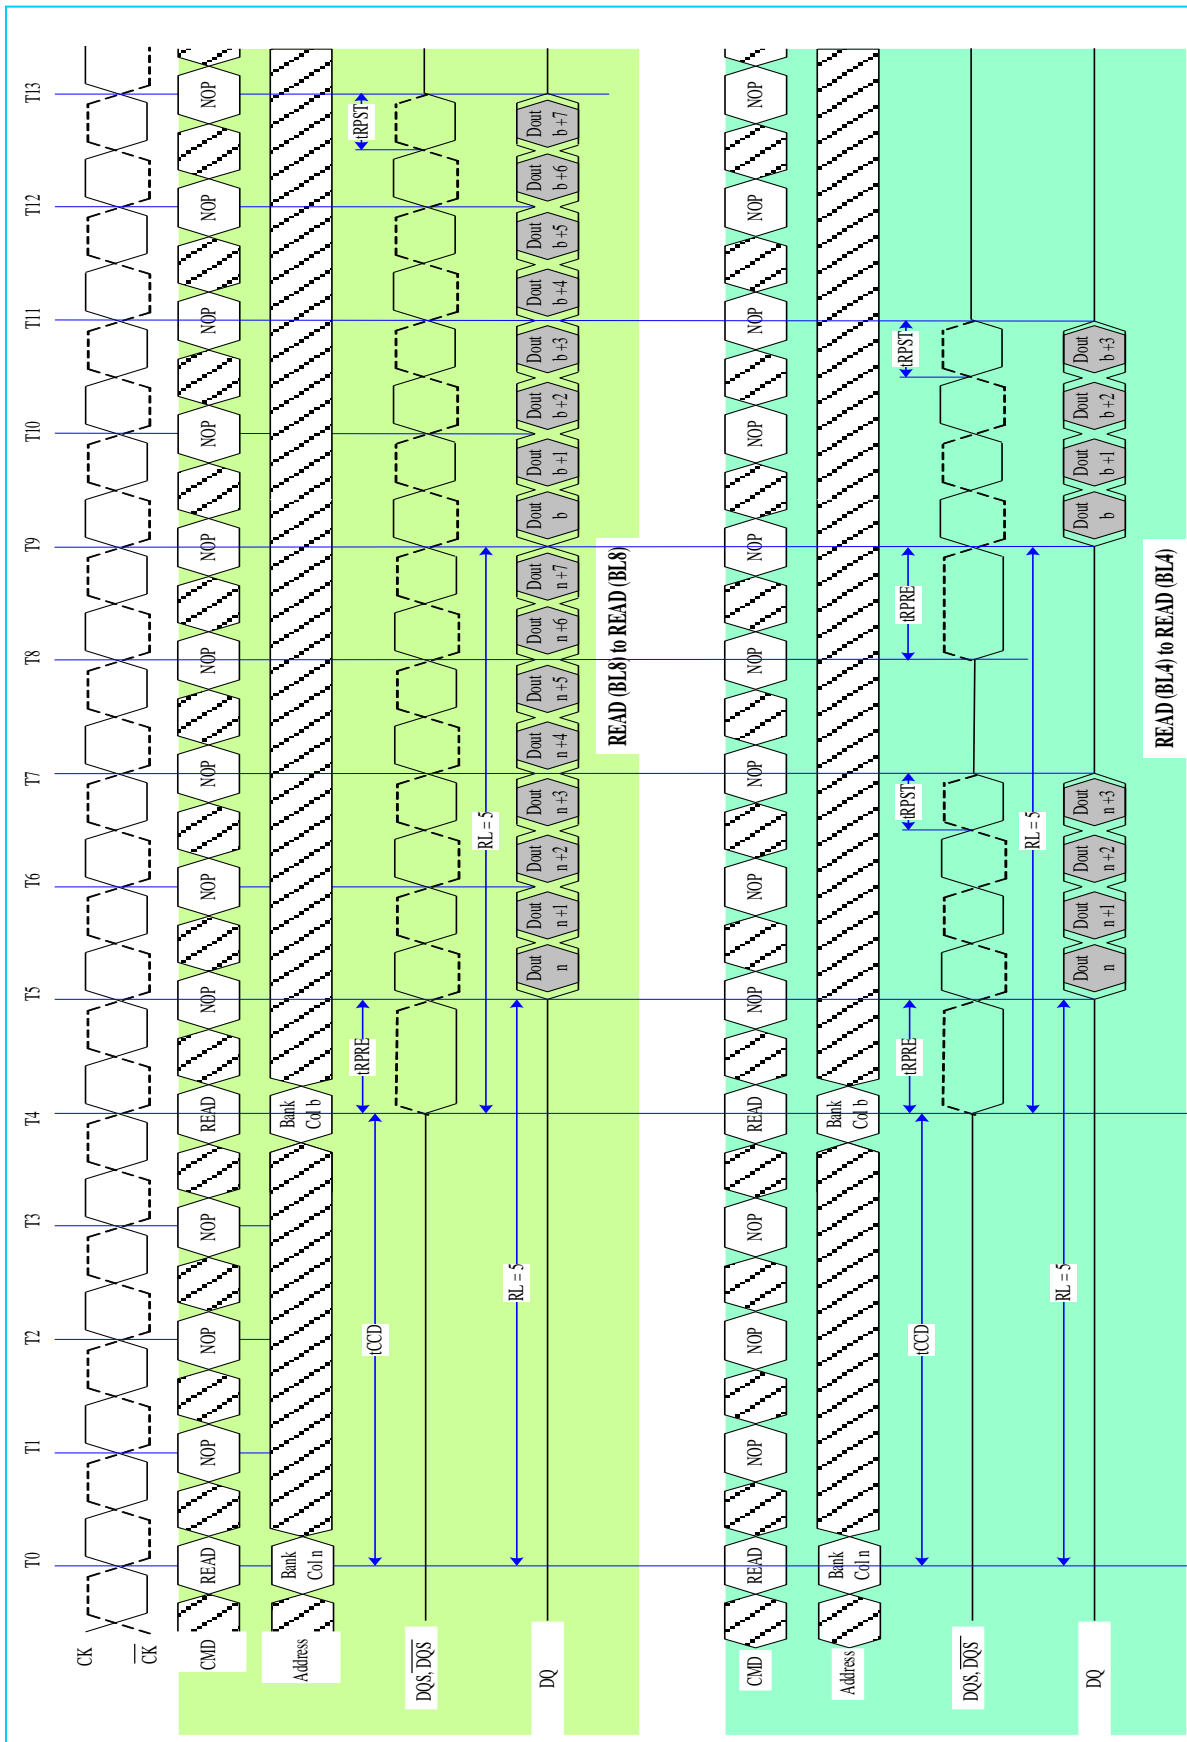 T0 T1 T2 T3 T4 T5 T6 T7 T8 T9 T10 T11 T12 T13
CK
CK
CMD READ NOP NOP NOP READ NOP NOP NOP NOP NOP NOP NOP NOP NOP
Address Bank Col n Bank Col b
tRPRE tRPST
tCCD
DQS, DQS
RL = 5
RL = 5
DQ Dout n Dout n+1 Dout n+2 Dout n+3 Dout n+4 Dout n+5 Dout n+6 Dout n+7 Dout b Dout b+1 Dout b+2 Dout b+3 Dout b+4 Dout b+5 Dout b+6 Dout b+7
READ (BL8) to READ (BL8)
CMD READ NOP NOP NOP READ NOP NOP NOP NOP NOP NOP NOP NOP NOP
Address Bank Col n Bank Col b
tRPRE tRPST tRPRE tRPST
tCCD
DQS, DQS
RL = 5
RL = 5
DQ Dout n Dout n+1 Dout n+2 Dout n+3 Dout b Dout b+1 Dout b+2 Dout b+3
READ (BL4) to READ (BL4)